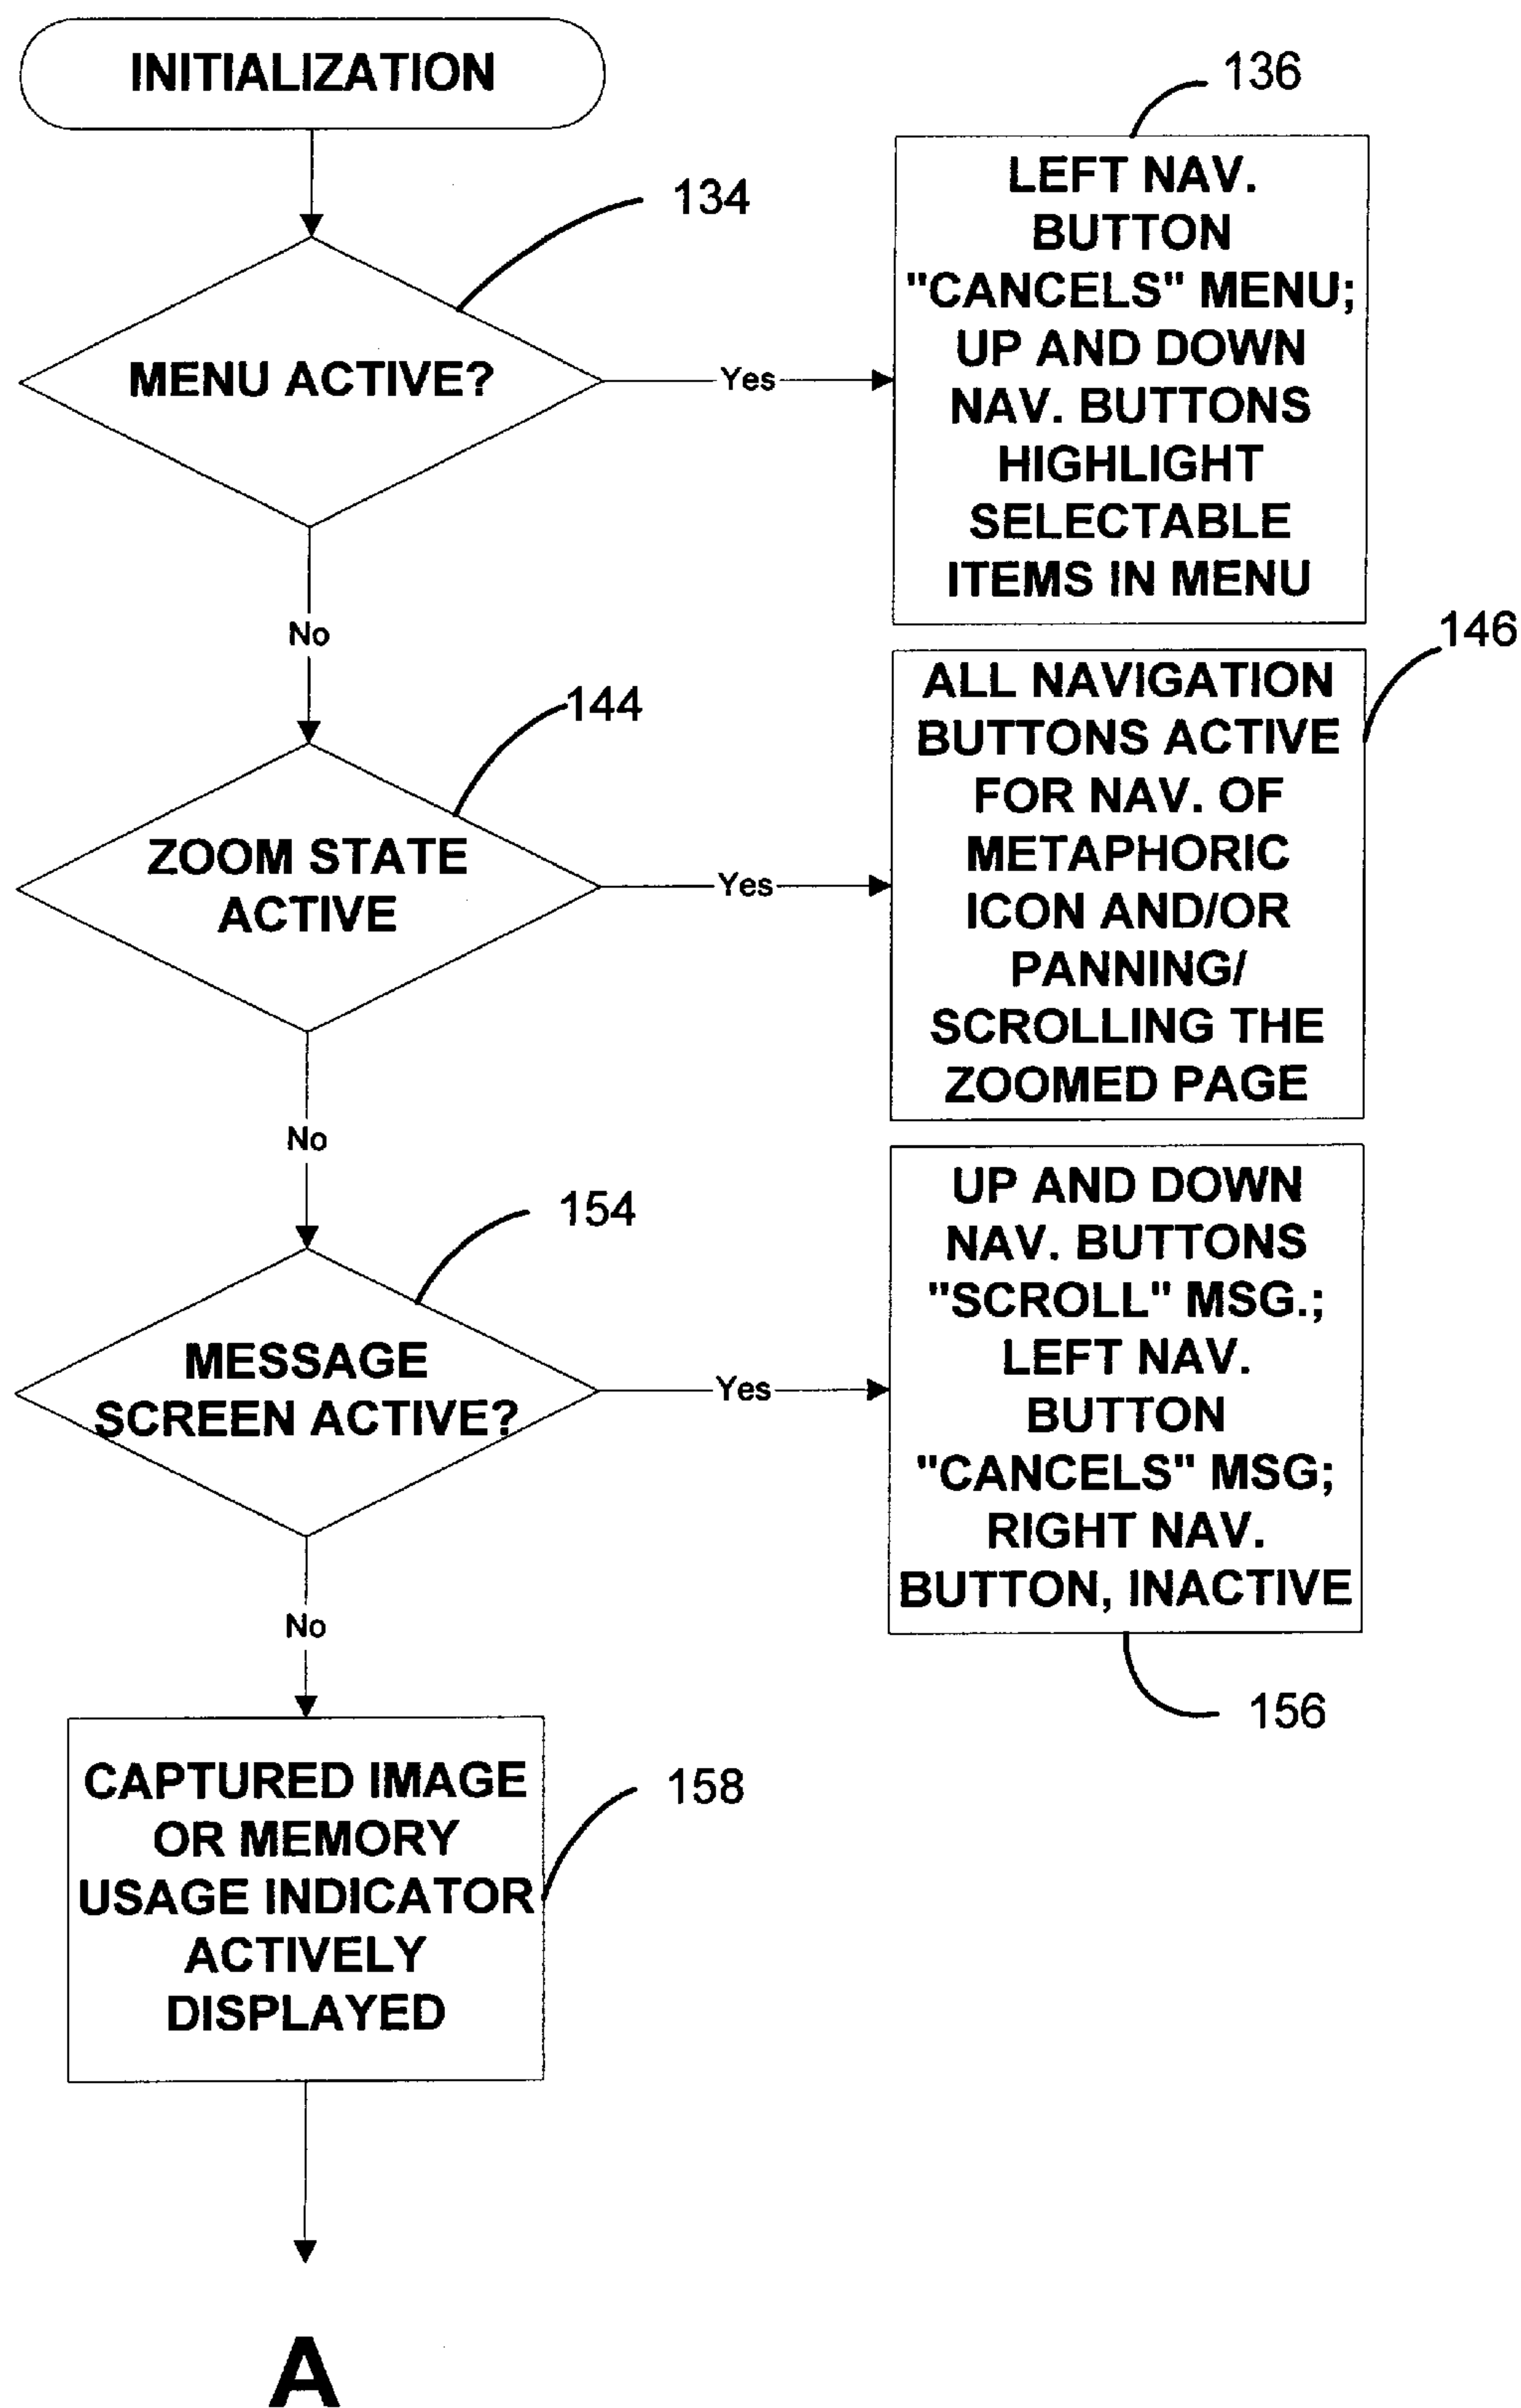 INITIALIZATION
136
LEFT NAV.
BUTTON
"CANCELS" MENU;
UP AND DOWN
NAV. BUTTONS
HIGHLIGHT
SELECTABLE
ITEMS IN MENU
134
MENU ACTIVE?
Yes
No
146
ALL NAVIGATION
BUTTONS ACTIVE
FOR NAV. OF
METAPHORIC
ICON AND/OR
PANNING/
SCROLLING THE
ZOOMED PAGE
144
ZOOM STATE
ACTIVE
Yes
No
154
MESSAGE
SCREEN ACTIVE?
Yes
UP AND DOWN
NAV. BUTTONS
"SCROLL" MSG.;
LEFT NAV.
BUTTON
"CANCELS" MSG;
RIGHT NAV.
BUTTON, INACTIVE
156
No
CAPTURED IMAGE
OR MEMORY
USAGE INDICATOR
ACTIVELY
DISPLAYED
158
A